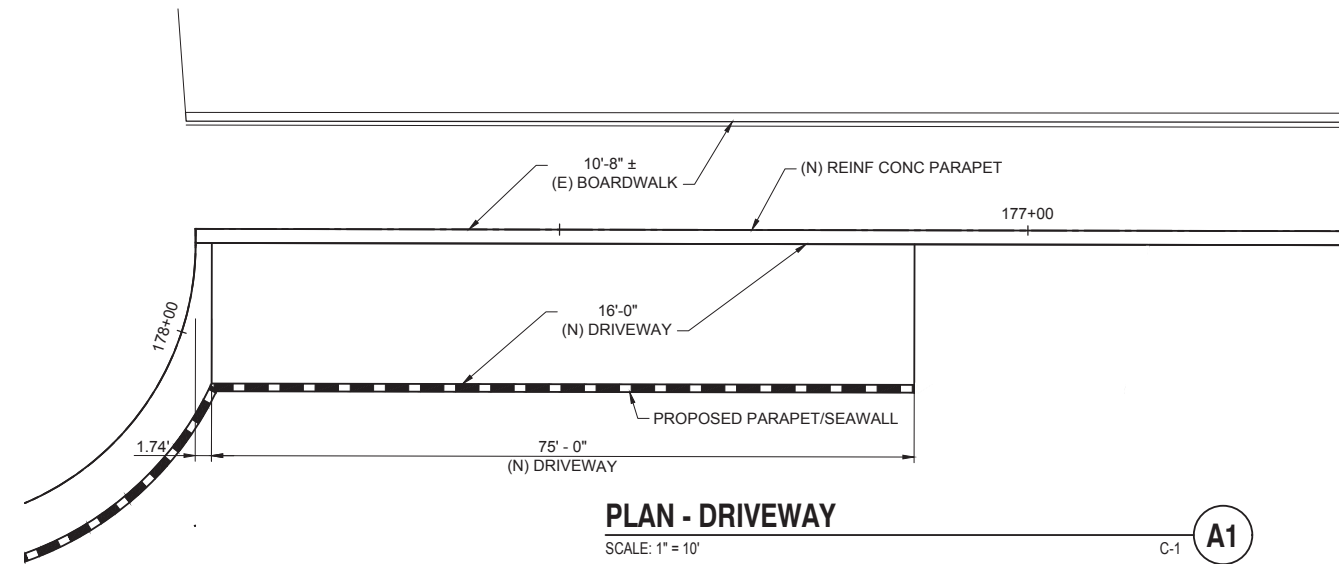 10'-8" ±
(E) BOARDWALK
(N) REINF CONC PARAPET
177+00
178+00
16'-0"
(N) DRIVEWAY
PROPOSED PARAPET/SEAWALL
1.74'
75' - 0"
(N) DRIVEWAY
PLAN - DRIVEWAY
SCALE: 1" = 10'
C-1
A1